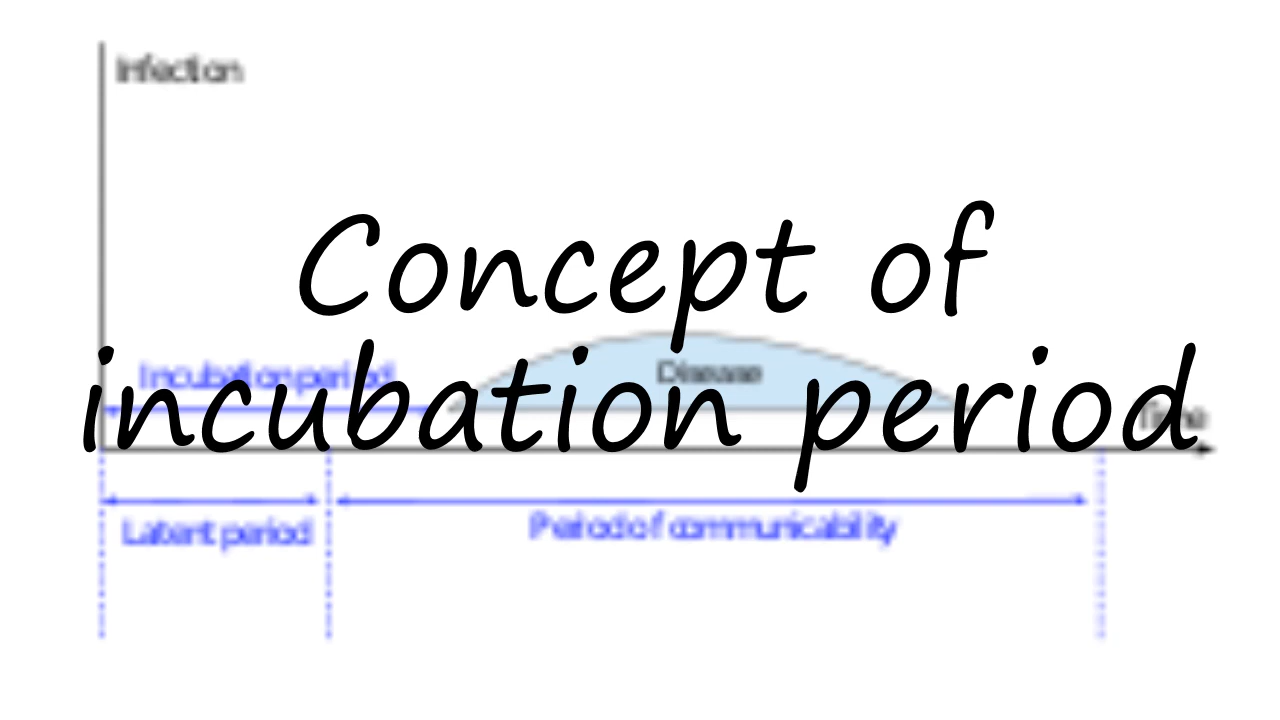 Infection
Concept of
incubation period
Incubation period
Disease
Time
Latent period
Period of communicability